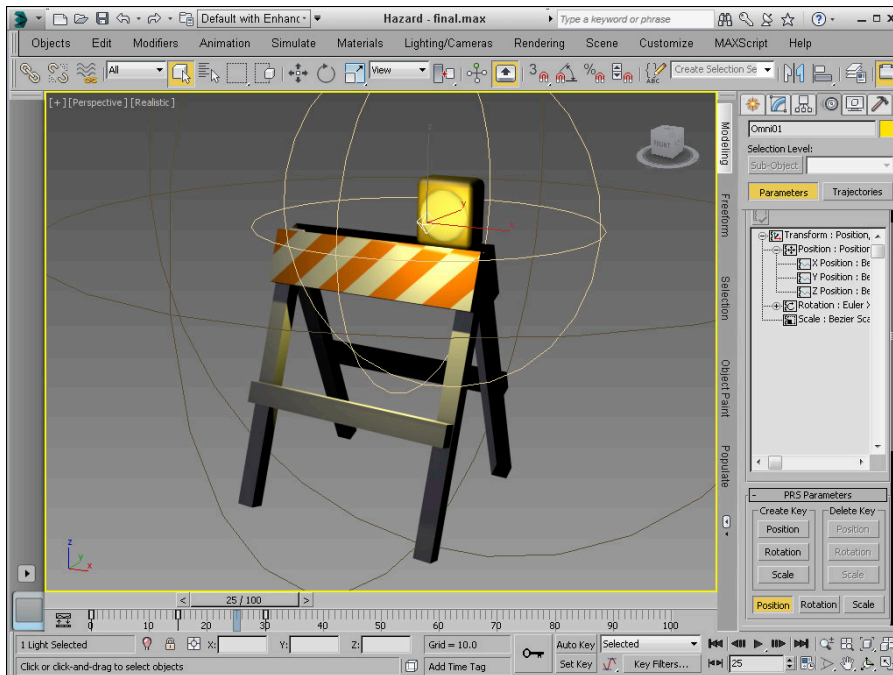 Default with Enhanc
Hazard - final.max
Type a keyword or phrase
Objects Edit Modifiers Animation Simulate Materials Lighting/Cameras Rendering Scene Customize MAXScript Help
All
View
3
%
ABC
Create Selection Se
[+] [Perspective] [Realistic]
z
y
x
FRONT
Modeling
Freeform
Selection
Object Paint
Populate
Omni01
Selection Level:
Sub-Object
Parameters Trajectories
Transform : Position,
Position : Position
X Position : Be
Y Position : Be
Z Position : Be
Rotation : Euler X
Scale : Bezier Sca
- PRS Parameters
Create Key Delete Key
Position Position
Rotation Rotation
Scale Scale
Position Rotation Scale
z
y
x
< 25 / 100 >
0 10 20 30 40 50 60 70 80 90 100
1 Light Selected X: Y: Z: Grid = 10.0 Auto Key Selected
Click or click-and-drag to select objects Add Time Tag Set Key Key Filters... 25